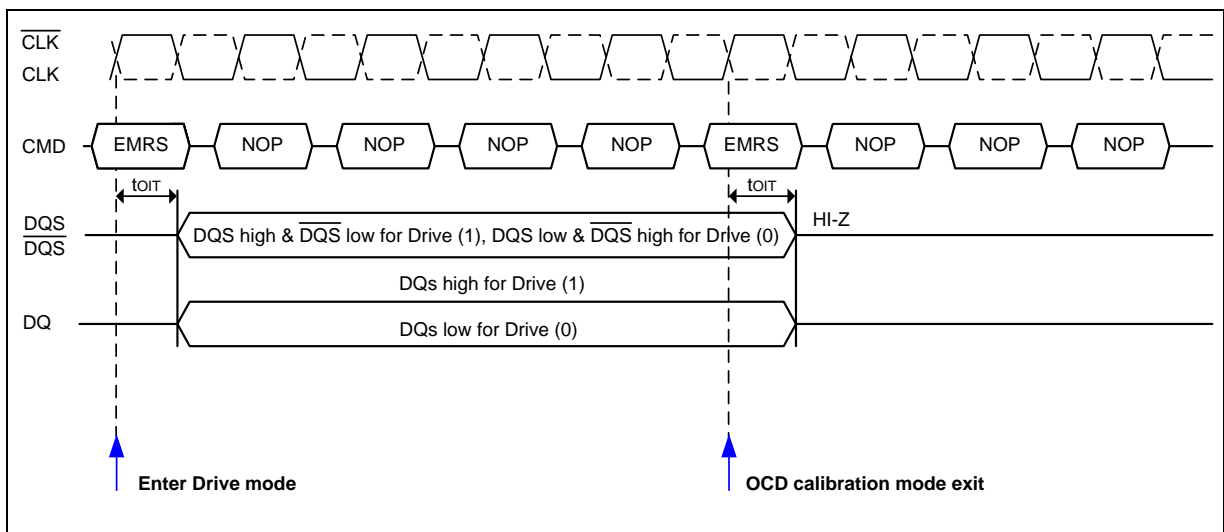 CLK
CLK
CMD EMRS NOP NOP NOP NOP EMRS NOP NOP NOP
tOIT tOIT
DQS
DQS
DQS high & DQS low for Drive (1), DQS low & DQS high for Drive (0)
HI-Z
DQs high for Drive (1)
DQ
DQs low for Drive (0)
Enter Drive mode
OCD calibration mode exit